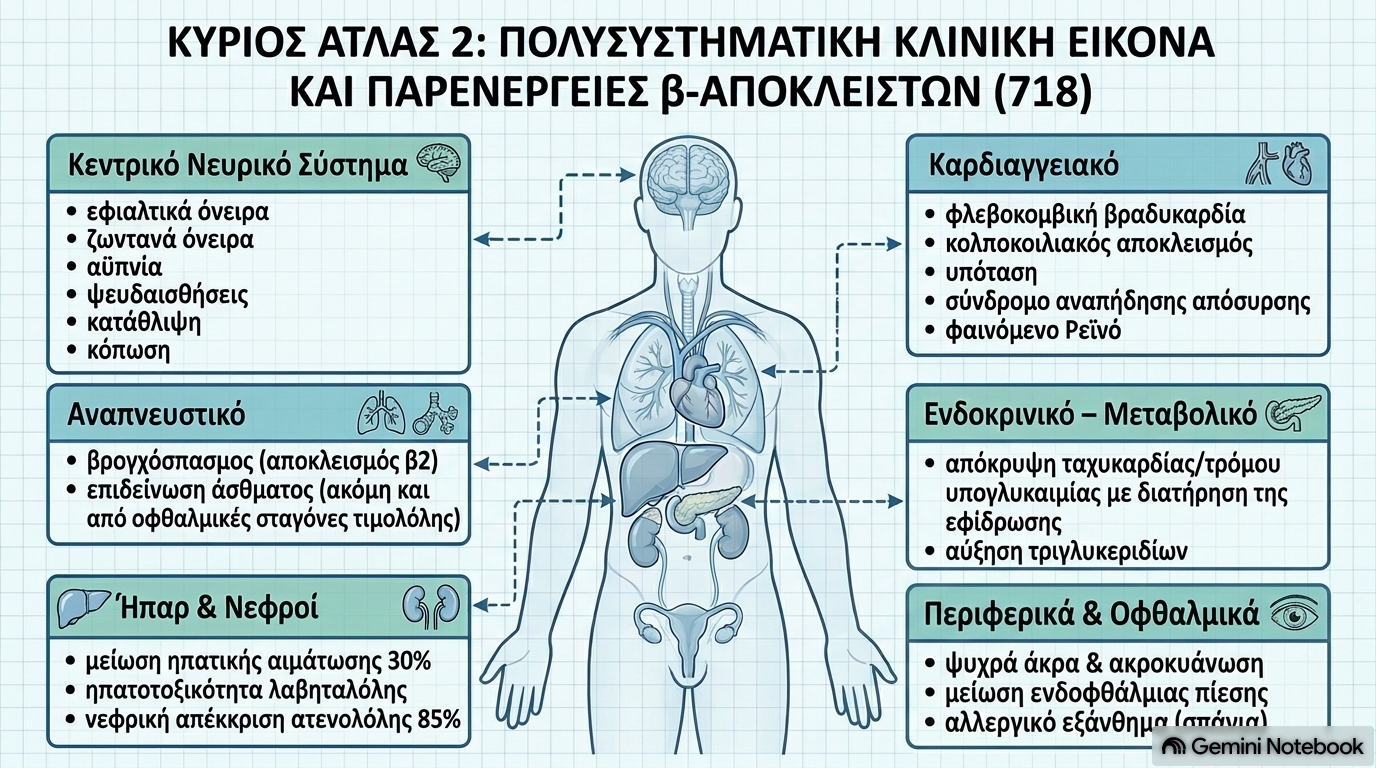 ΚΥΡΙΟΣ ΑΤΛΑΣ 2: ΠΟΛΥΣΥΣΤΗΜΑΤΙΚΗ ΚΛΙΝΙΚΗ ΕΙΚΟΝΑ
ΚΑΙ ΠΑΡΕΝΕΡΓΕΙΕΣ β-ΑΠΟΚΛΕΙΣΤΩΝ (718)
Κεντρικό Νευρικό Σύστημα
• εφιαλτικά όνειρα
• ζωντανά όνειρα
• αϋπνία
• ψευδαισθήσεις
• κατάθλιψη
• κόπωση
Αναπνευστικό
• βρογχόσπασμος (αποκλεισμός β2)
• επιδείνωση άσθματος (ακόμη και
από οφθαλμικές σταγόνες τιμολόλης)
Ήπαρ & Νεφροί
• μείωση ηπατικής αιμάτωσης 30%
• ηπατοτοξικότητα λαβηταλόλης
• νεφρική απέκκριση ατενολόλης 85%
Καρδιαγγειακό
• φλεβοκομβική βραδυκαρδία
• κολποκοιλιακός αποκλεισμός
• υπόταση
• σύνδρομο αναπήδησης απόσυρσης
• φαινόμενο Ρεϊνό
Ενδοκρινικό – Μεταβολικό
• απόκρυψη ταχυκαρδίας/τρόμου
υπογλυκαιμίας με διατήρηση της
εφίδρωσης
• αύξηση τριγλυκεριδίων
Περιφερικά & Οφθαλμικά
• ψυχρά άκρα & ακροκυάνωση
• μείωση ενδοφθάλμιας πίεσης
• αλλεργικό εξάνθημα (σπάνια)
Gemini Notebook